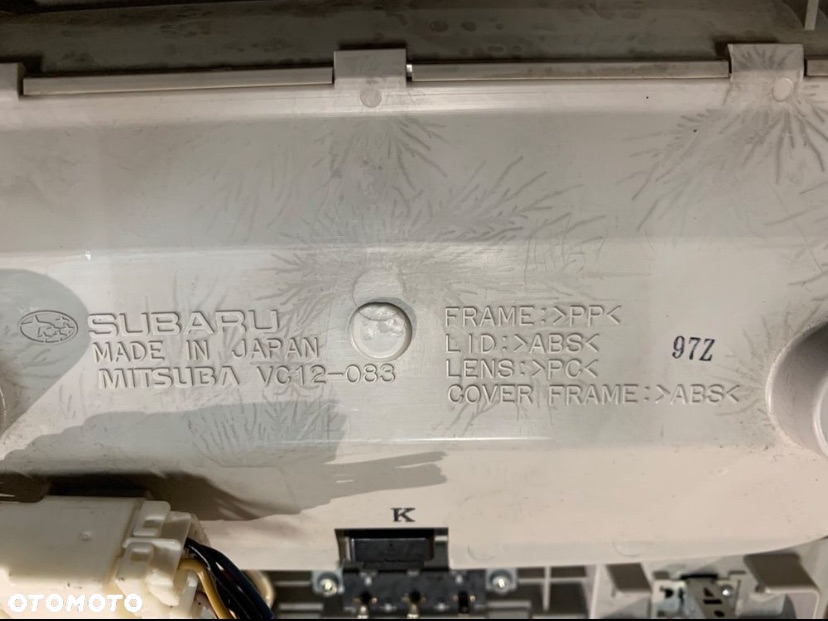 SUBARU
MADE IN JAPAN
MITSUBA VC12-083
FRAME:>PP<
LID:>ABS<
LENS:>PC<
COVER FRAME:>ABS<
97Z
K
OTOMOTO